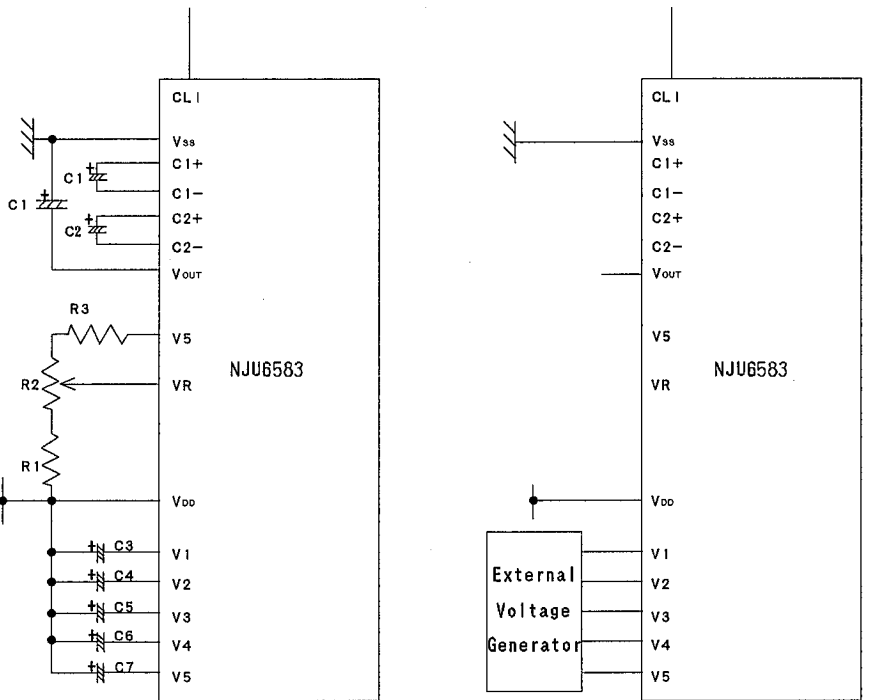 CLI
Vss
C1+
C1
C1-
C1
C2+
C2
C2-
VOUT
R3
V5
R2
VR
NJU6583
R1
VDD
C3
V1
C4
V2
C5
V3
C6
V4
C7
V5
CLI
Vss
C1+
C1-
C2+
C2-
VOUT
V5
NJU6583
VR
VDD
V1
External
V2
Voltage
V3
Generator
V4
V5